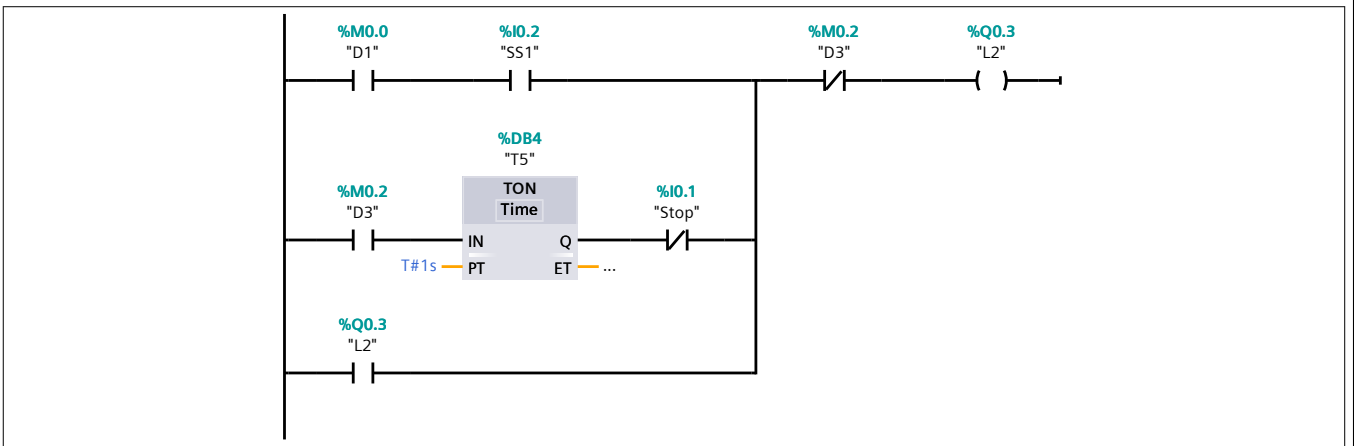 %M0.0 %I0.2 %M0.2 %Q0.3
"D1" "SS1" "D3" "L2"
%DB4
"T5"
%M0.2 TON %I0.1
"D3" Time "Stop"
IN Q
T#1s PT ET ...
%Q0.3
"L2"